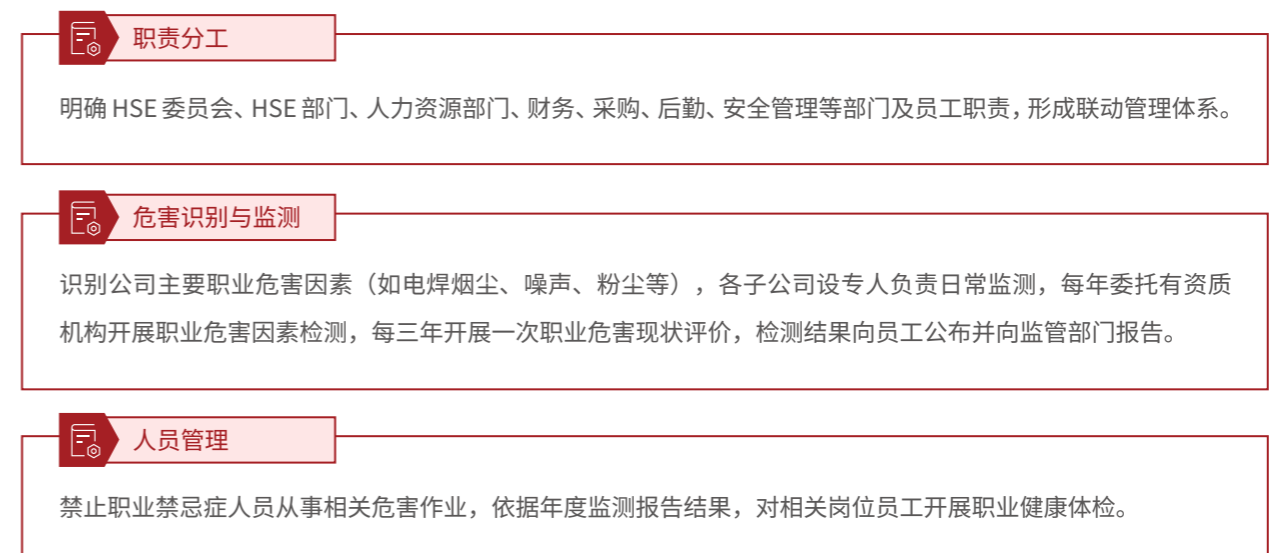 职责分工
明确 HSE 委员会、HSE 部门、人力资源部门、财务、采购、后勤、安全管理等部门及员工职责，形成联动管理体系。
危害识别与监测
识别公司主要职业危害因素（如电焊烟尘、噪声、粉尘等），各子公司设专人负责日常监测，每年委托有资质
机构开展职业危害因素检测，每三年开展一次职业危害现状评价，检测结果向员工公布并向监管部门报告。
人员管理
禁止职业禁忌症人员从事相关危害作业，依据年度监测报告结果，对相关岗位员工开展职业健康体检。